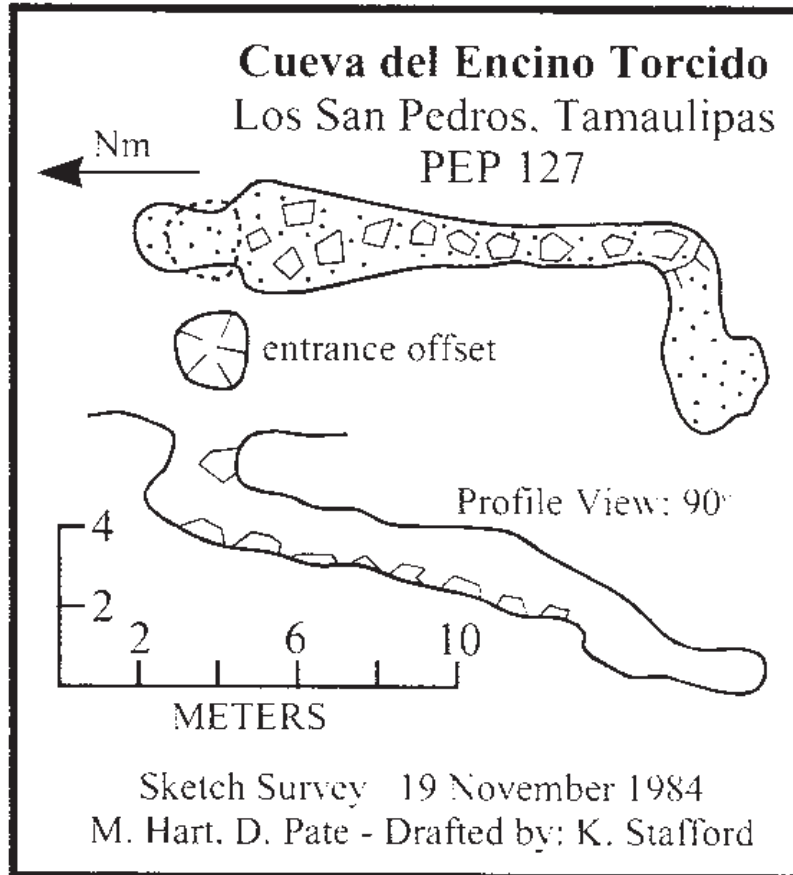 Cueva del Encino Torcido
Los San Pedros, Tamaulipas
Nm
PEP 127
entrance offset
Profile View: 90°
4
2
2 6 10
METERS
Sketch Survey 19 November 1984
M. Hart, D. Pate - Drafted by: K. Stafford